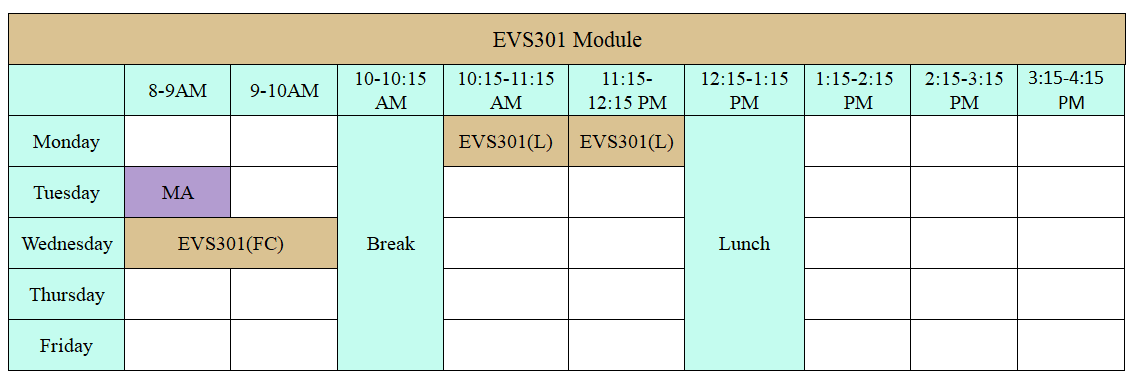 EVS301 Module
8-9AM 9-10AM 10-10:15 AM 10:15-11:15 AM 11:15-12:15 PM 12:15-1:15 PM 1:15-2:15 PM 2:15-3:15 PM 3:15-4:15 PM
Monday EVS301(L) EVS301(L)
Tuesday MA
Wednesday EVS301(FC) Break Lunch
Thursday
Friday